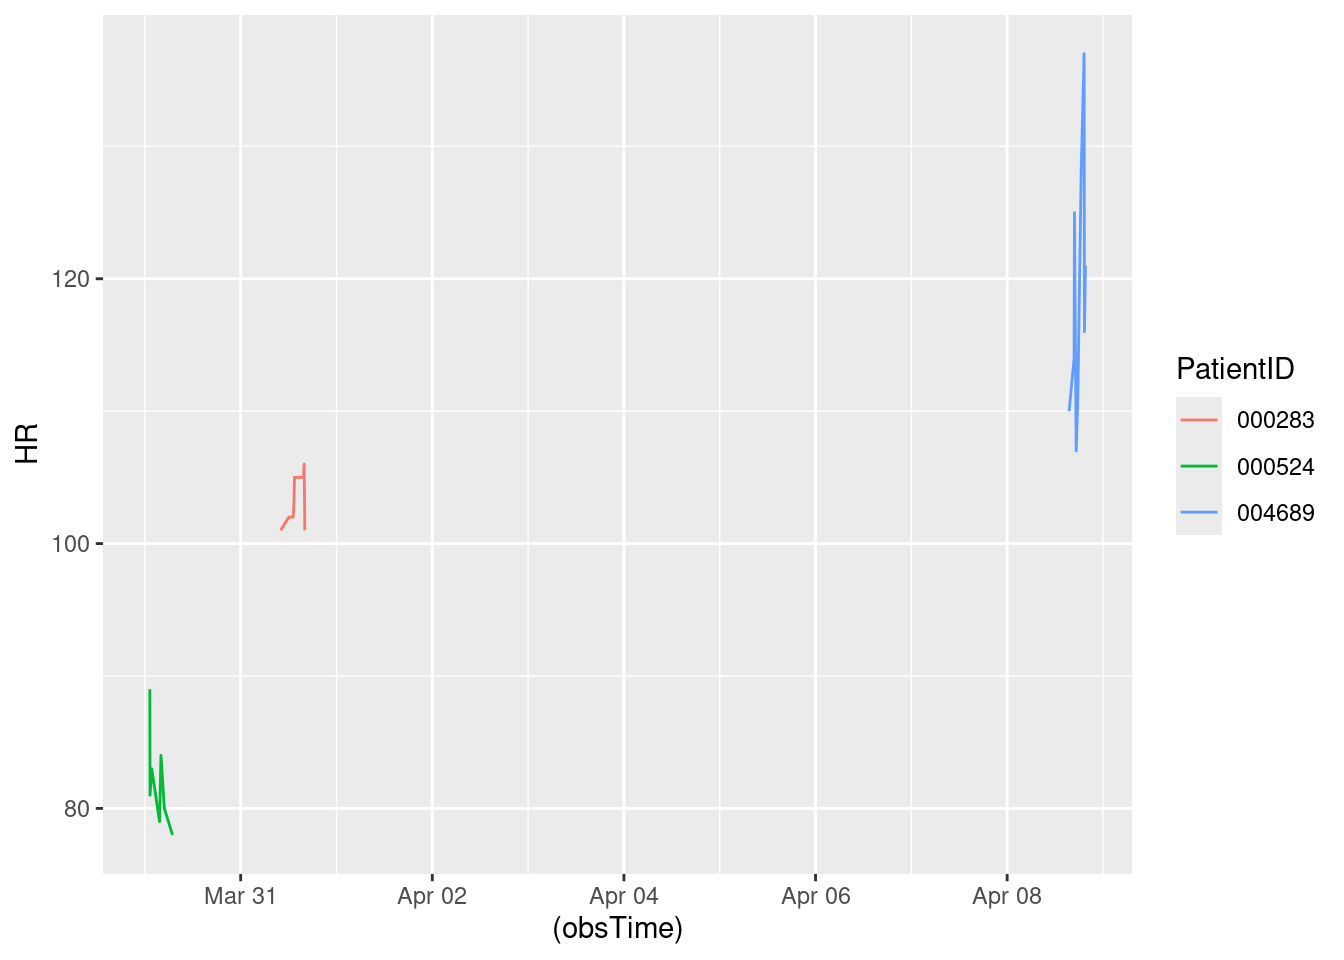 HR
120
100
80
Mar 31
Apr 02
Apr 04
Apr 06
Apr 08
(obsTime)
PatientID
000283
000524
004689